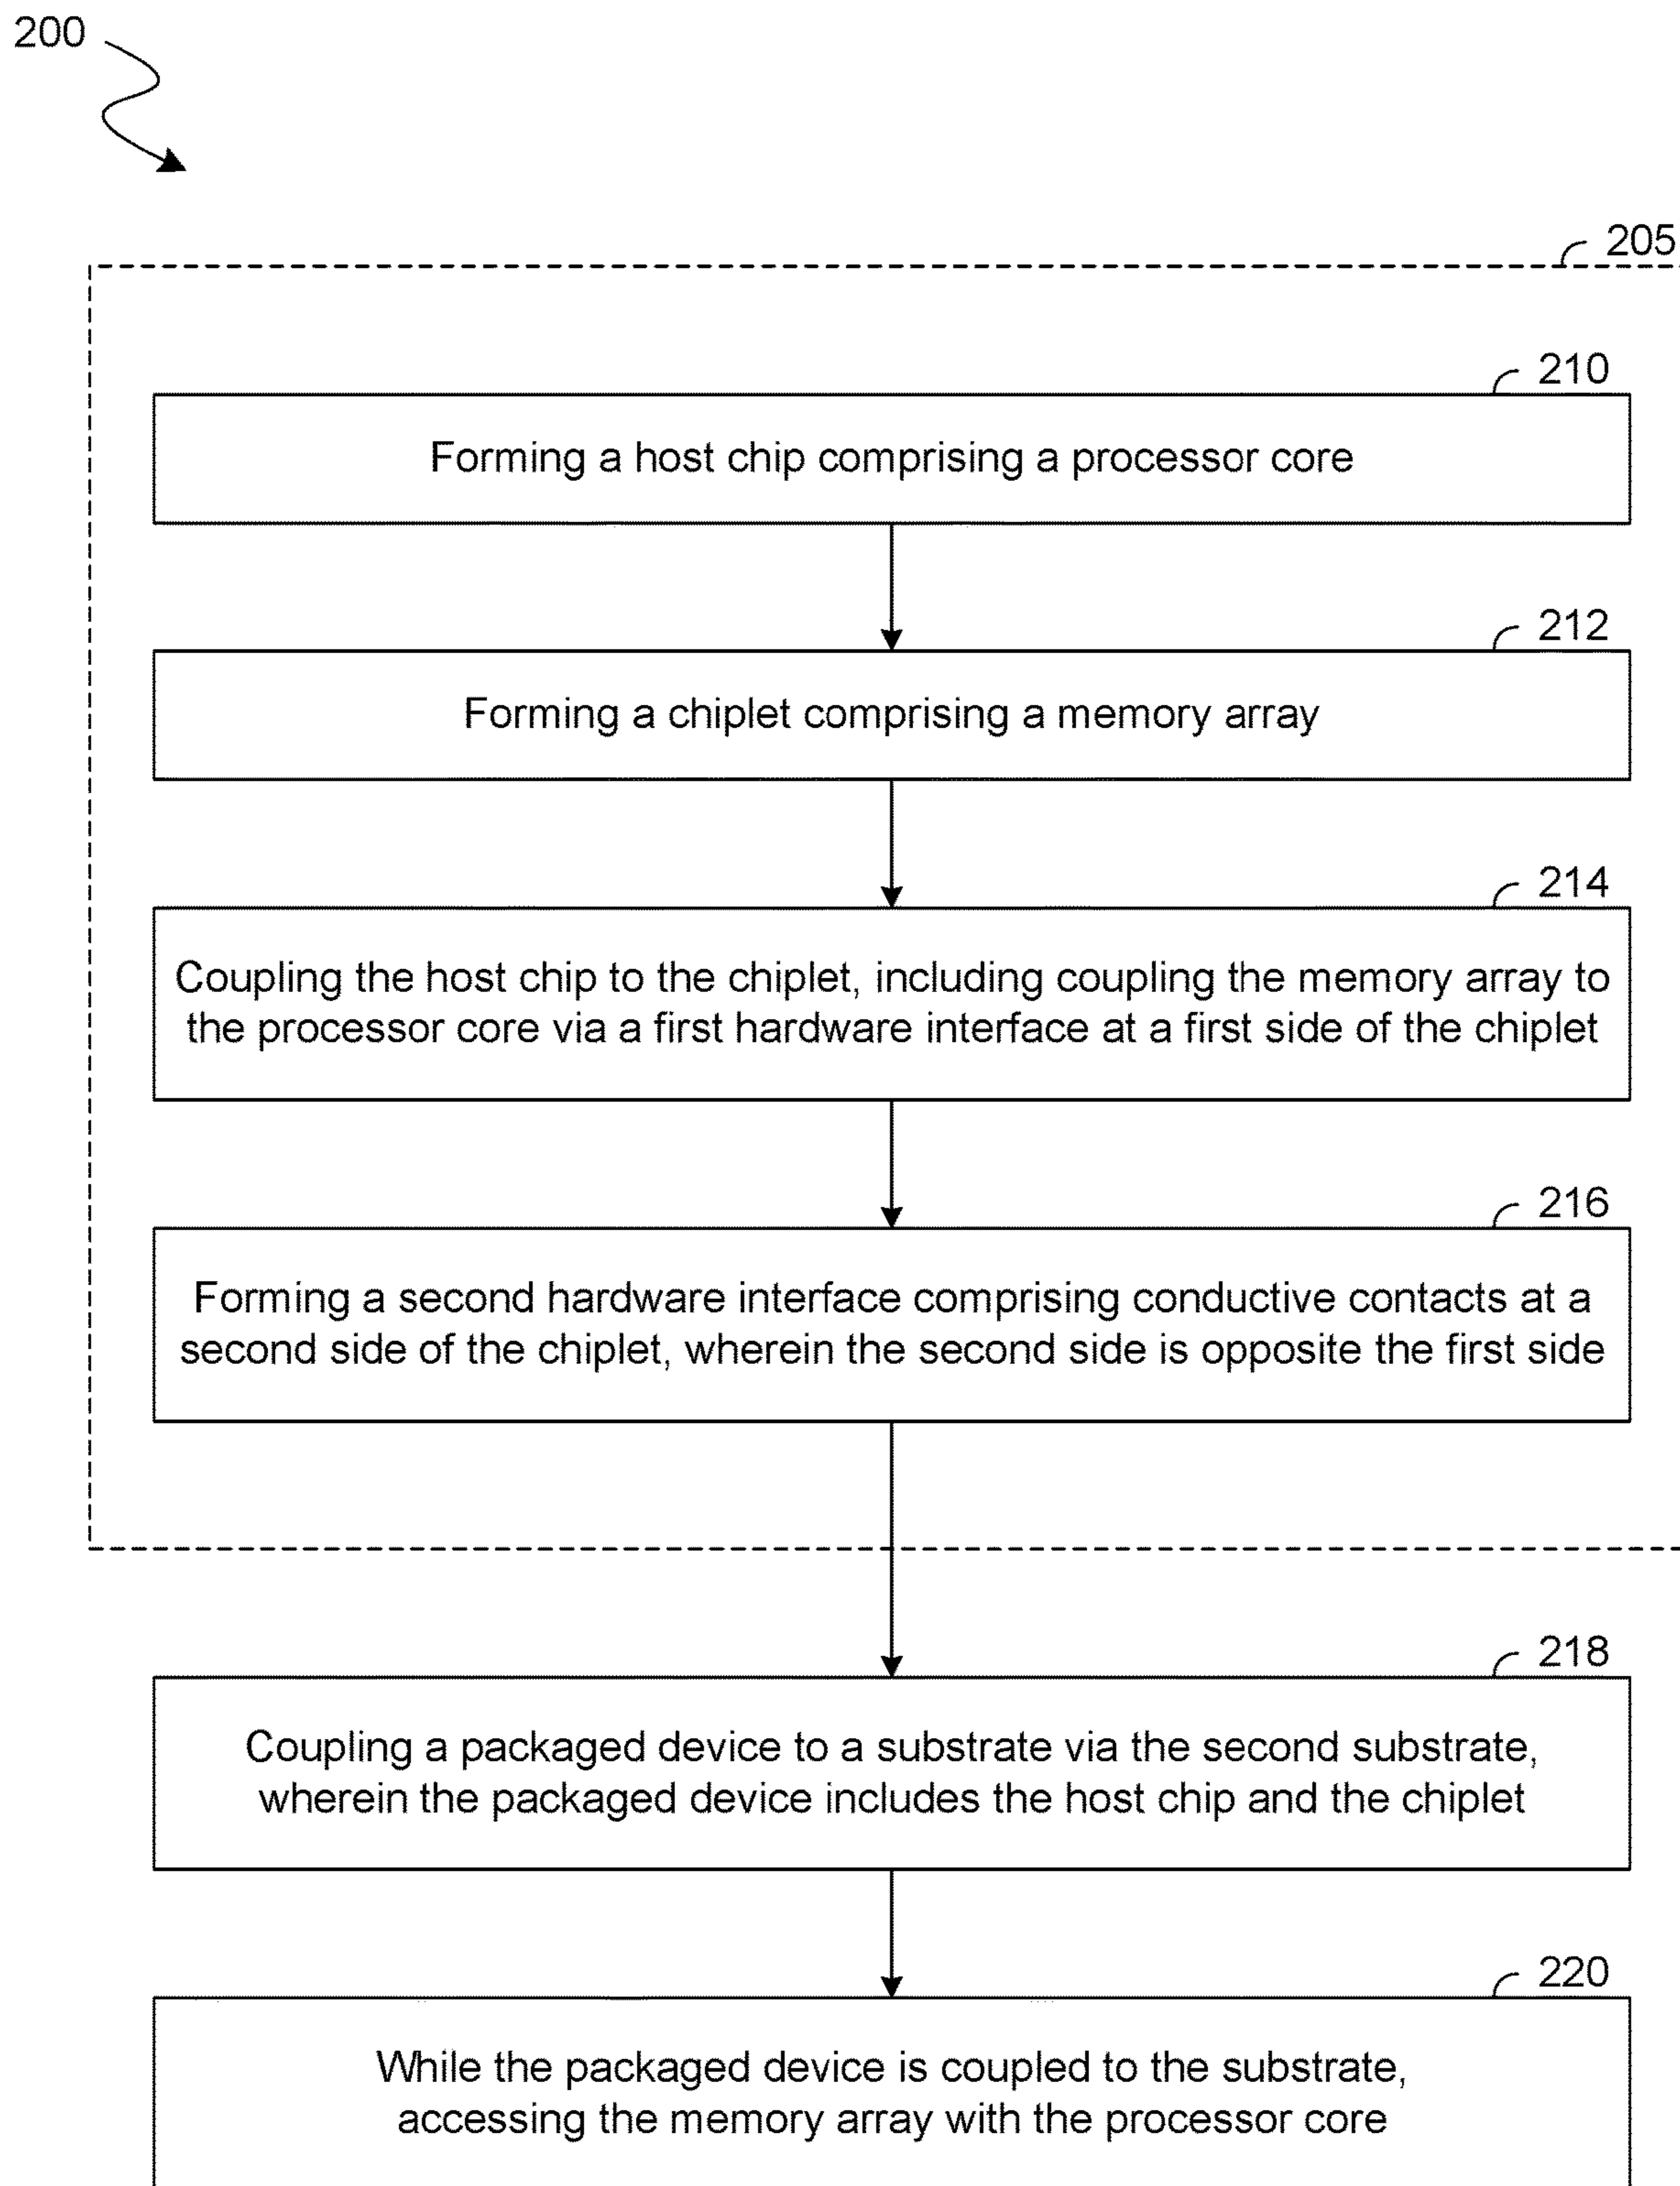 200
205
210
Forming a host chip comprising a processor core
212
Forming a chiplet comprising a memory array
214
Coupling the host chip to the chiplet, including coupling the memory array to
the processor core via a first hardware interface at a first side of the chiplet
216
Forming a second hardware interface comprising conductive contacts at a
second side of the chiplet, wherein the second side is opposite the first side
218
Coupling a packaged device to a substrate via the second substrate,
wherein the packaged device includes the host chip and the chiplet
220
While the packaged device is coupled to the substrate,
accessing the memory array with the processor core